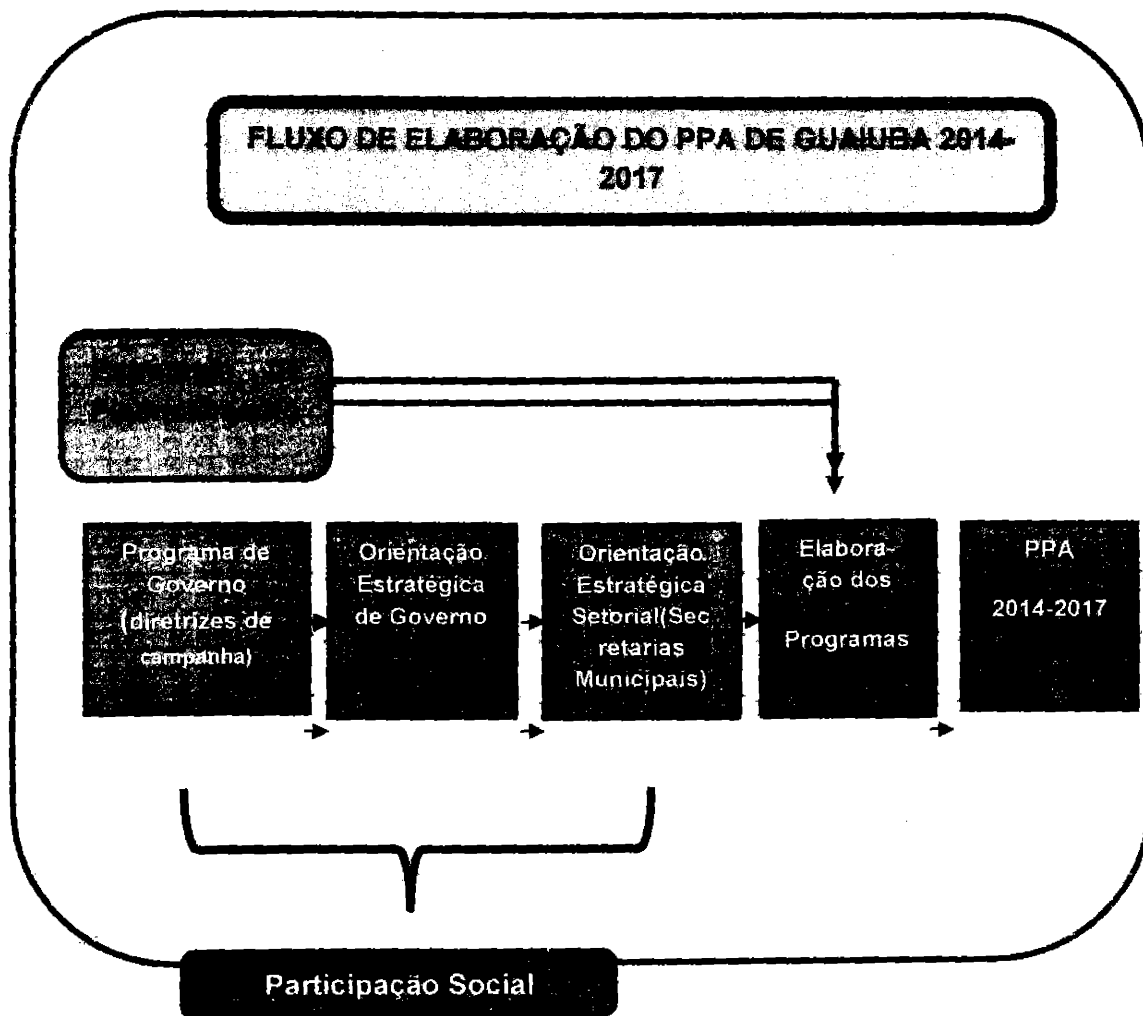 FLUXO DE ELABORAÇÃO DO PPA DE GUAIUBA 2014-
2017
Programa de
Governo
(diretrizes de
campanha)
Orientação
Estratégica
de Governo
Orientação
Estratégica
Setorial(Sec
retarias
Municipais)
Elabora-
ção dos
Programas
PPA
2014-2017
Participação Social